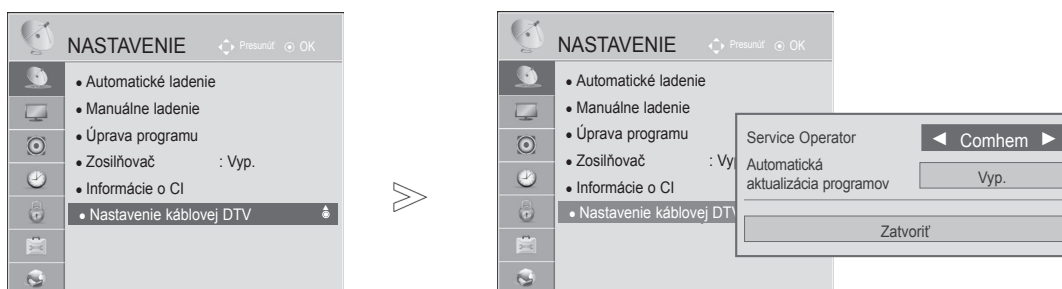 NASTAVENIE Presunúť OK
• Automatické ladenie
• Manuálne ladenie
• Úprava programu
• Zosilňovač : Vyp.
• Informácie o CI
• Nastavenie káblovej DTV
NASTAVENIE Presunúť OK
• Automatické ladenie
• Manuálne ladenie
• Úprava programu
• Zosilňovač : Vyp
• Informácie o CI
• Nastavenie káblovej DTV
Service Operator ◄ Comhem ►
Automatická
aktualizácia programov Vyp.
Zatvoriť